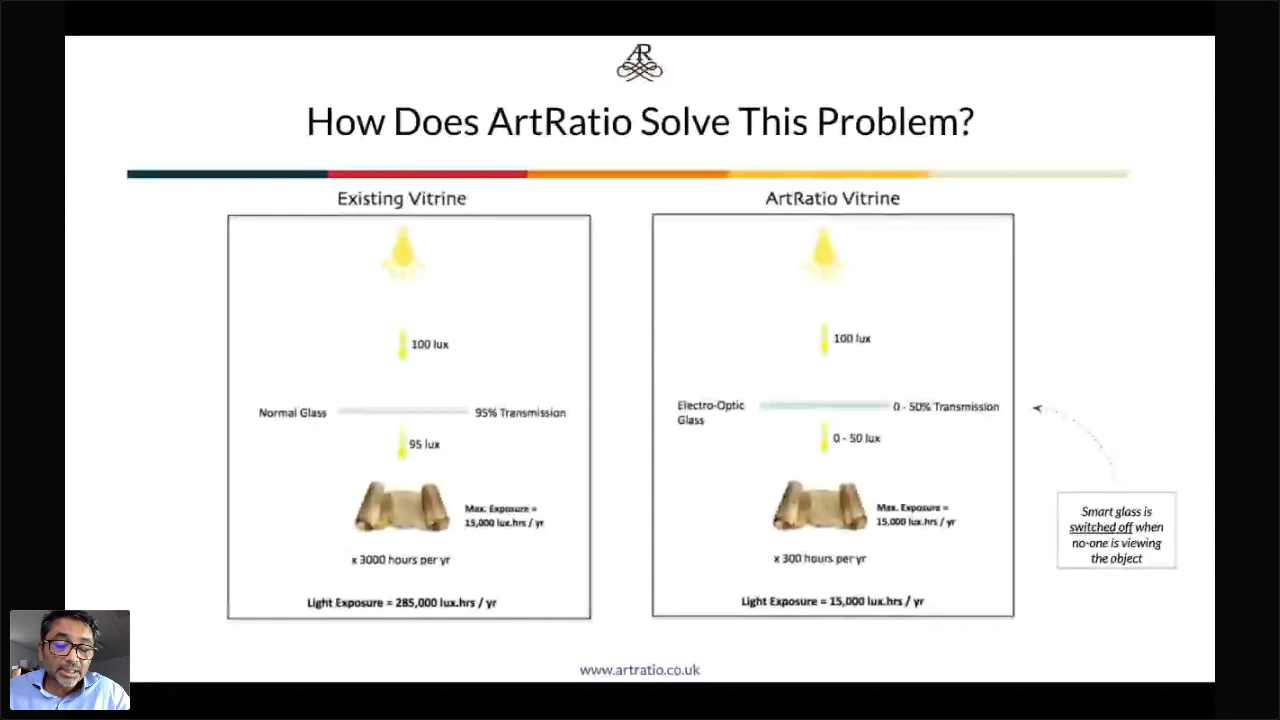 AR
How Does ArtRatio Solve This Problem?
Existing Vitrine
100 lux
Normal Glass
95% Transmission
95 lux
Max. Exposure =
15,000 lux.hrs / yr
x 3000 hours per yr
Light Exposure = 285,000 lux.hrs / yr
ArtRatio Vitrine
100 lux
Electro-Optic
Glass
0 - 50% Transmission
0 - 50 lux
Max. Exposure =
15,000 lux.hrs / yr
x 300 hours per yr
Light Exposure = 15,000 lux.hrs / yr
Smart glass is
switched off when
no-one is viewing
the object
www.artratio.co.uk